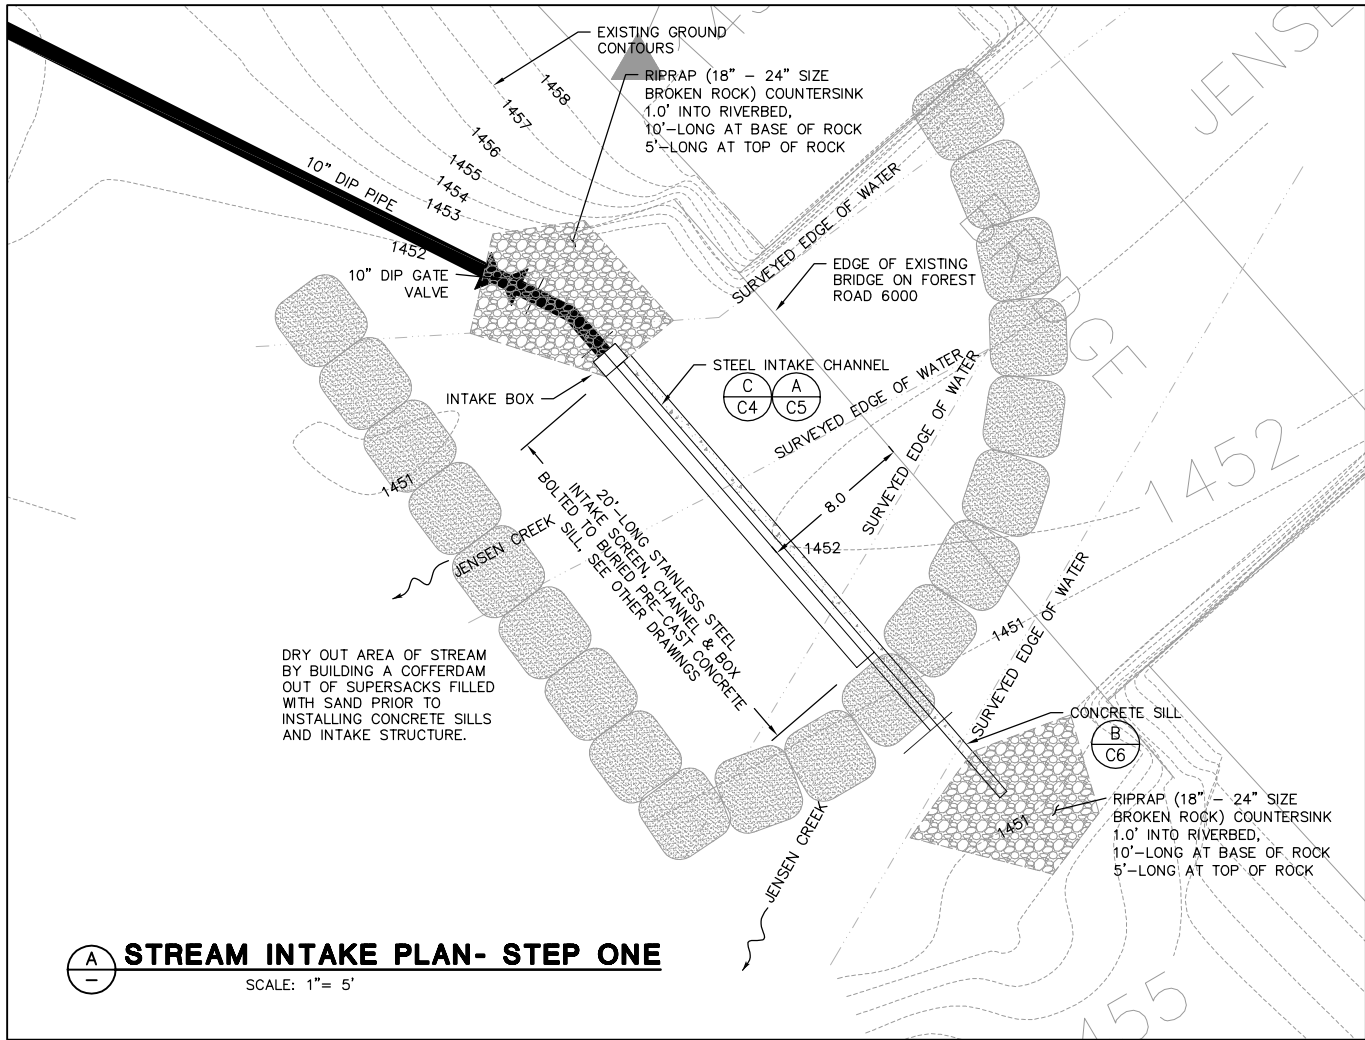 EXISTING GROUND
CONTOURS
RIPRAP (18" – 24" SIZE
BROKEN ROCK) COUNTERSINK
1.0' INTO RIVERBED,
10'–LONG AT BASE OF ROCK
5'–LONG AT TOP OF ROCK
1458
1457
1456
1455
1454
1453
1452
10" DIP PIPE
10" DIP GATE
VALVE
JENSE
BRIDGE
SURVEYED EDGE OF WATER
EDGE OF EXISTING
BRIDGE ON FOREST
ROAD 6000
STEEL INTAKE CHANNEL
C
C4
A
C5
INTAKE BOX
SURVEYED EDGE OF WATER
SURVEYED EDGE OF WATER
8.0
1452
1452
1451
JENSEN CREEK
20'–LONG STAINLESS STEEL
INTAKE SCREEN, CHANNEL & BOX
BOLTED TO BURIED PRE–CAST CONCRETE
SILL, SEE OTHER DRAWINGS
SURVEYED EDGE OF WATER
1451
DRY OUT AREA OF STREAM
BY BUILDING A COFFERDAM
OUT OF SUPERSACKS FILLED
WITH SAND PRIOR TO
INSTALLING CONCRETE SILLS
AND INTAKE STRUCTURE.
CONCRETE SILL
B
C6
RIPRAP (18" – 24" SIZE
BROKEN ROCK) COUNTERSINK
1.0' INTO RIVERBED,
10'–LONG AT BASE OF ROCK
5'–LONG AT TOP OF ROCK
1451
JENSEN CREEK
A
–
STREAM INTAKE PLAN- STEP ONE
SCALE: 1"= 5'